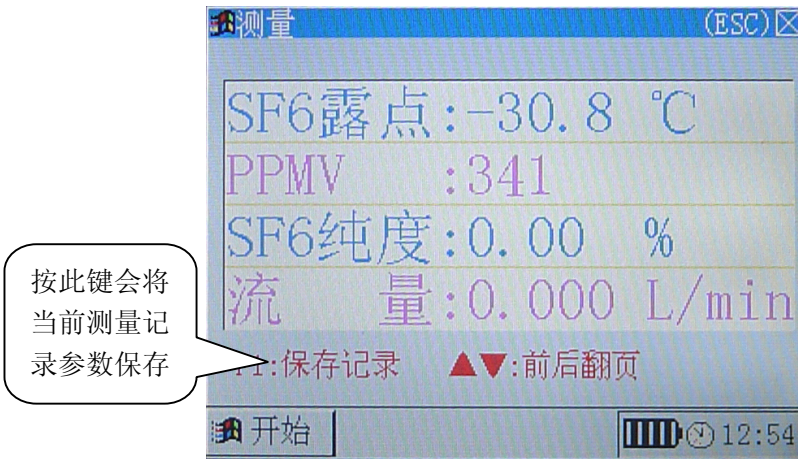 测量 (ESC)
SF6露点:-30.8 ℃
PPMV :341
SF6纯度:0.00 %
流 量:0.000 L/min
:保存记录 ▲▼:前后翻页
开始 12:54
按此键会将
当前测量记
录参数保存